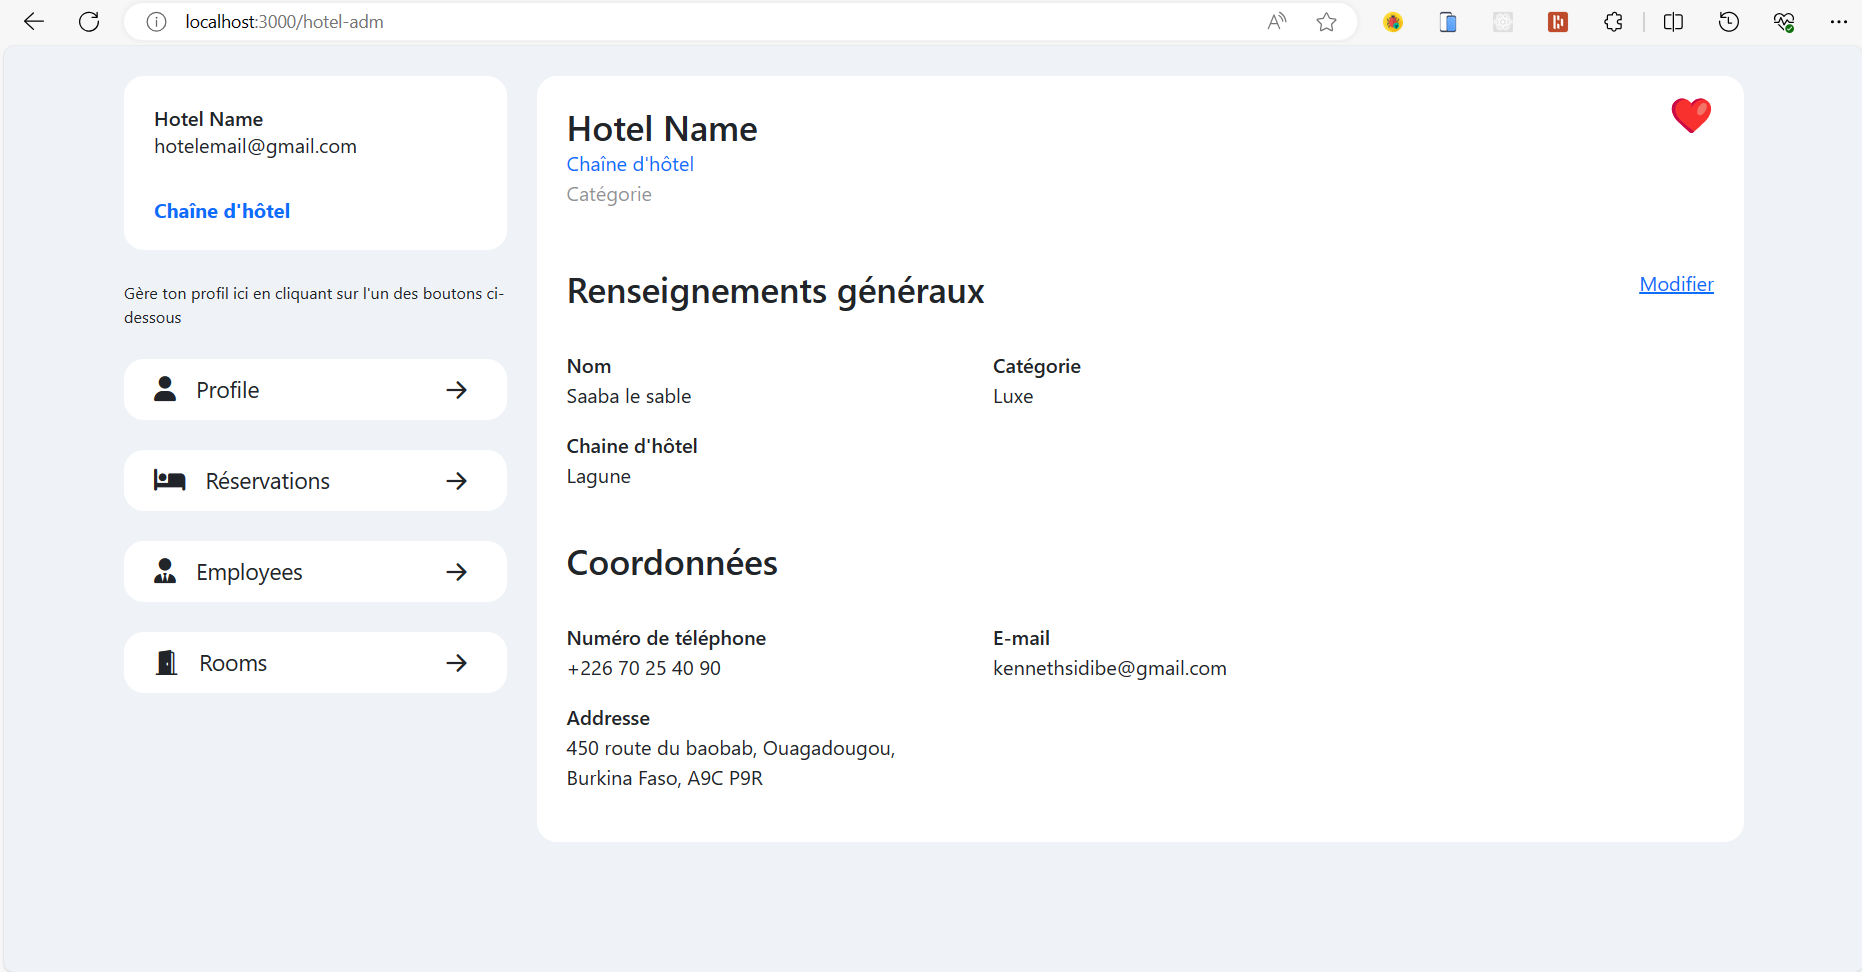 localhost:3000/hotel-adm
Hotel Name
hotelemail@gmail.com
Chaîne d'hôtel
Gère ton profil ici en cliquant sur l'un des boutons ci-
dessous
Profile
Réservations
Employees
Rooms
Hotel Name
Chaîne d'hôtel
Catégorie
Renseignements généraux
Modifier
Nom
Saaba le sable
Catégorie
Luxe
Chaine d'hôtel
Lagune
Coordonnées
Numéro de téléphone
+226 70 25 40 90
E-mail
kennethsidibe@gmail.com
Addresse
450 route du baobab, Ouagadougou,
Burkina Faso, A9C P9R